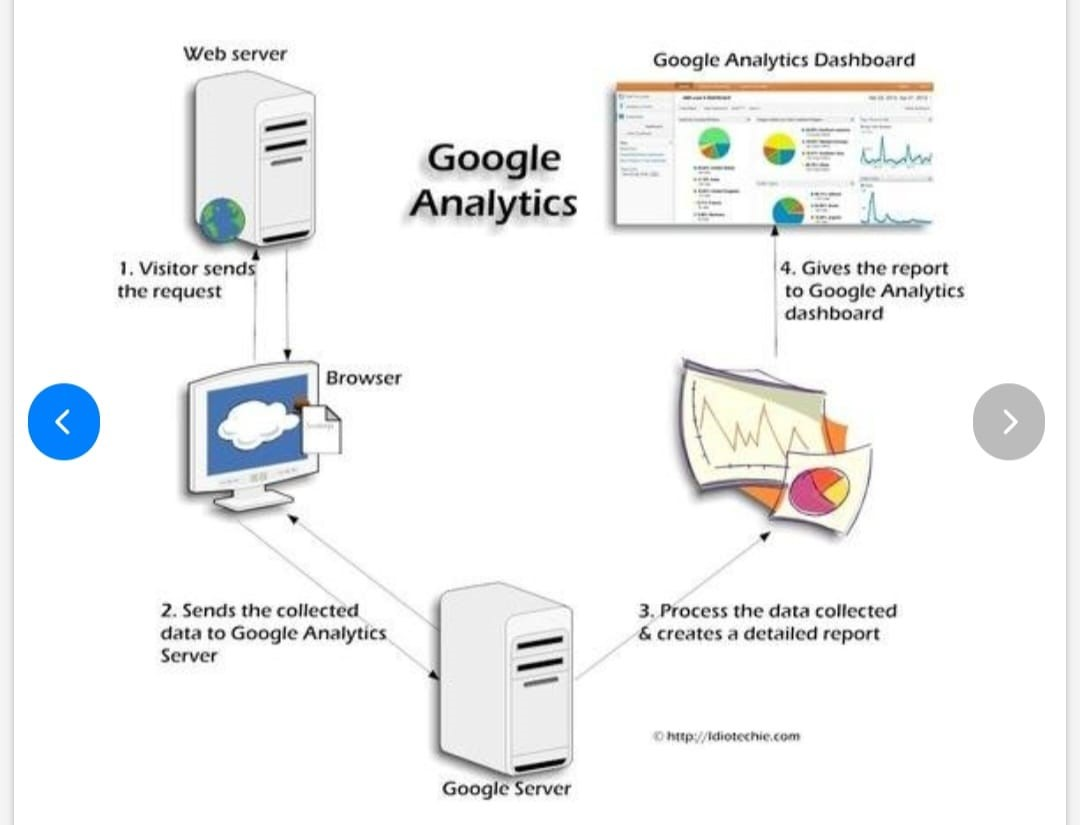 Web server
Google Analytics Dashboard
Google
Analytics
1. Visitor sends
the request
4. Gives the report
to Google Analytics
dashboard
Browser
2. Sends the collected
data to Google Analytics
Server
3. Process the data collected
& creates a detailed report
© http://Idiotechie.com
Google Server